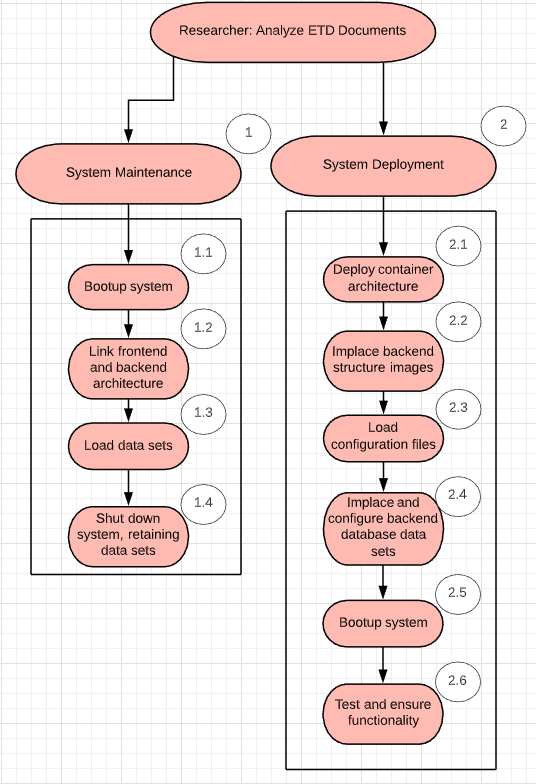 Researcher: Analyze ETD Documents
1
2
System Maintenance
System Deployment
1.1
Bootup system
1.2
Link frontend
and backend
architecture
1.3
Load data sets
1.4
Shut down
system, retaining
data sets
2.1
Deploy container
architecture
2.2
Implace backend
structure images
2.3
Load
configuration files
2.4
Implace and
configure backend
database data
sets
2.5
Bootup system
2.6
Test and ensure
functionality